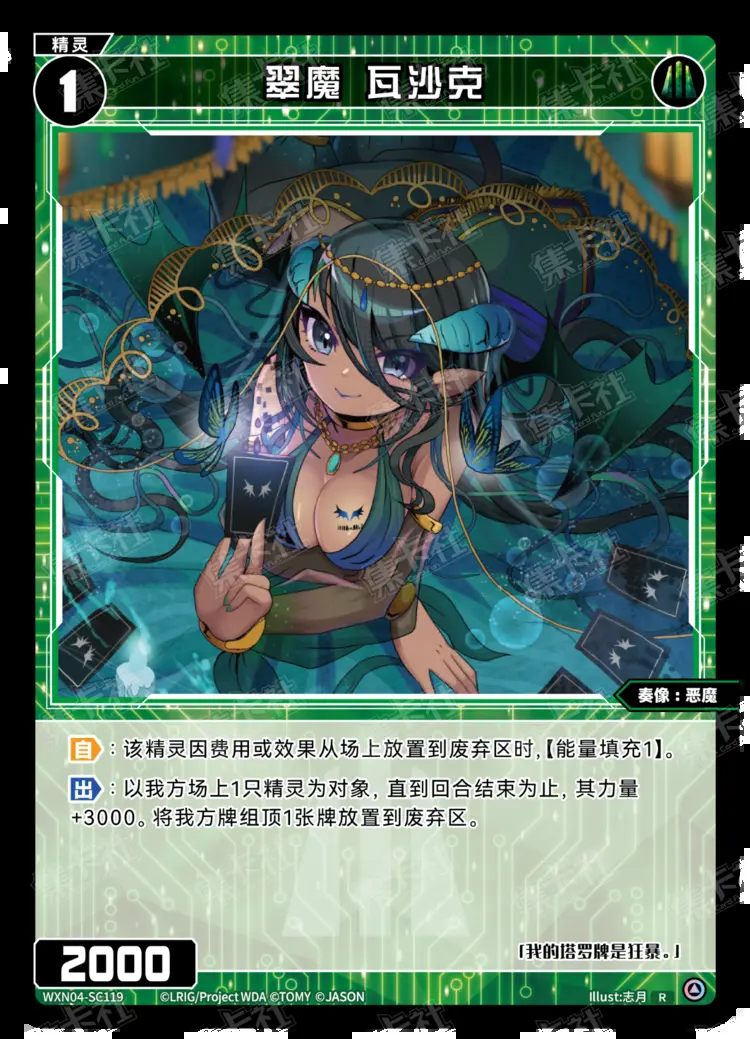 精灵
1
翠魔 瓦沙克
奏像：恶魔
自：该精灵因费用或效果从场上放置到废弃区时，【能量填充1】。
出：以我方场上1只精灵为对象，直到回合结束为止，其力量
+3000。将我方牌组顶1张牌放置到废弃区。
「我的塔罗牌是狂暴。」
2000
WXN04-SC119 ©LRIG/Project WDA ©TOMY ©JASON Illust:志月 R
集卡社